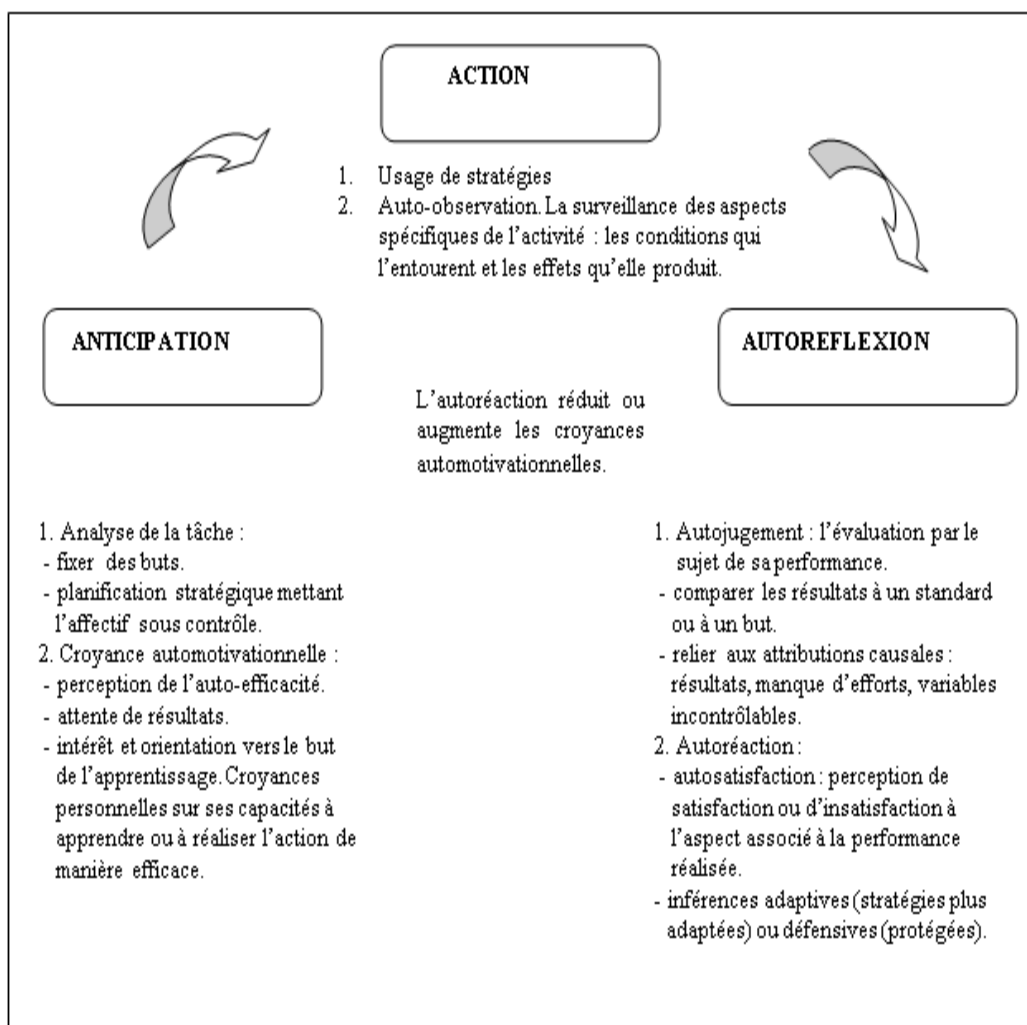 ACTION
1. Usage de stratégies
2. Auto-observation. La surveillance des aspects
spécifiques de l’activité : les conditions qui
l’entourent et les effets qu’elle produit.
ANTICIPATION
AUTOREFLEXION
L’autoréaction réduit ou
augmente les croyances
automotivationnelles.
1. Analyse de la tâche :
- fixer des buts.
- planification stratégique mettant
l’affectif sous contrôle.
2. Croyance automotivationnelle :
- perception de l’auto-efficacité.
- attente de résultats.
- intérêt et orientation vers le but
de l’apprentissage. Croyances
personnelles sur ses capacités à
apprendre ou à réaliser l’action de
manière efficace.
1. Autojugement : l’évaluation par le
sujet de sa performance.
- comparer les résultats à un standard
ou à un but.
- relier aux attributions causales :
résultats, manque d’efforts, variables
incontrôlables.
2. Autoréaction :
- autosatisfaction : perception de
satisfaction ou d’insatisfaction à
l’aspect associé à la performance
réalisée.
- inférences adaptives (stratégies plus
adaptées) ou défensives (protégées).